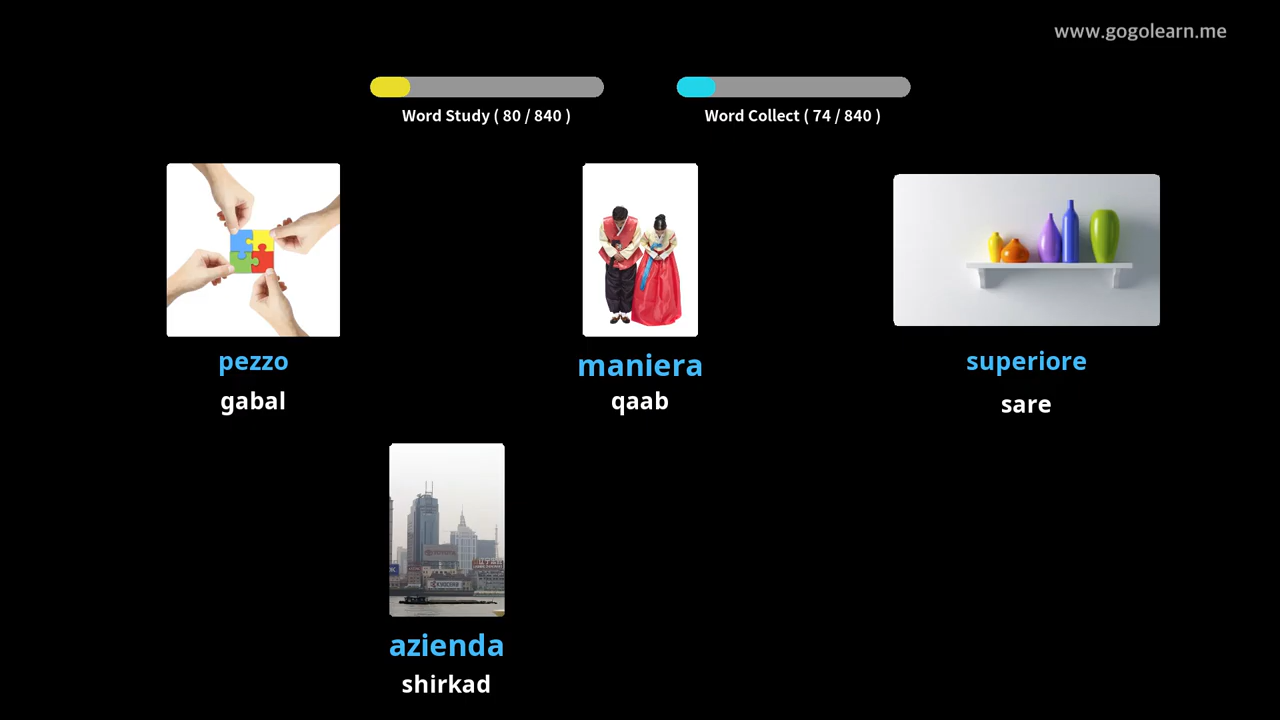 www.gogolearn.me
Word Study ( 80 / 840 )
Word Collect ( 74 / 840 )
pezzo
gabal
maniera
qaab
superiore
sare
TOYOTA
azienda
shirkad